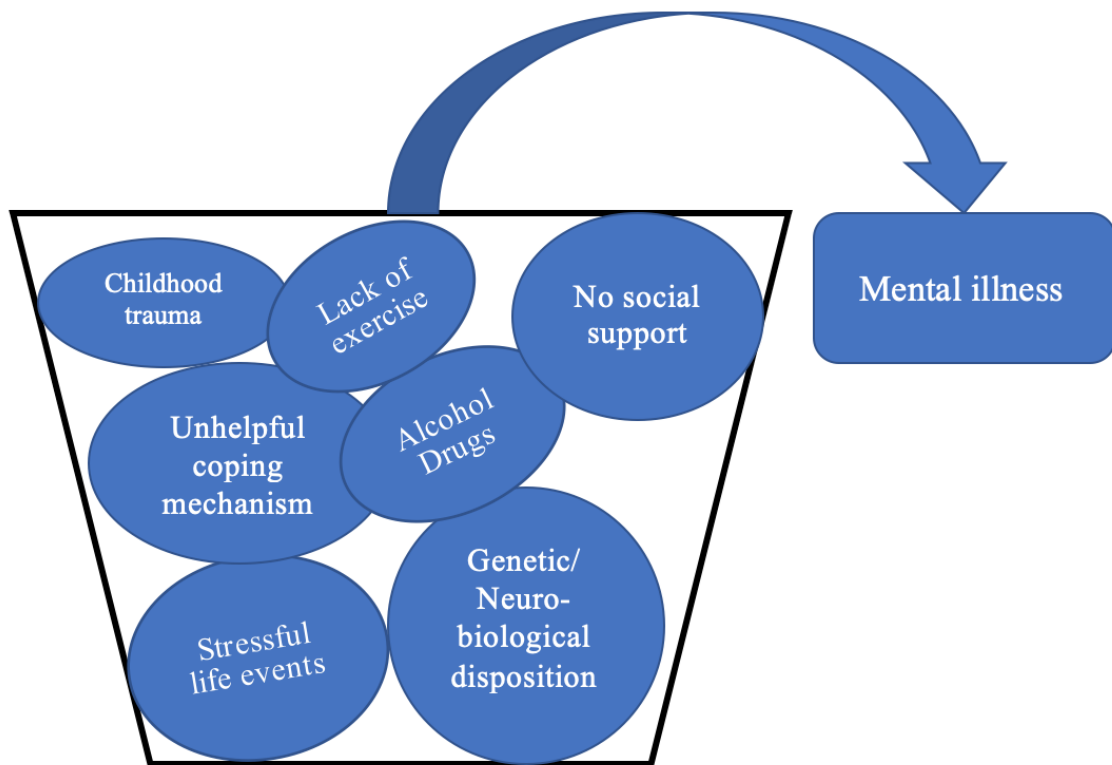 Childhood
trauma
Lack of
exercise
No social
support
Mental illness
Unhelpful
coping
mechanism
Alcohol
Drugs
Stressful
life events
Genetic/
Neuro-
biological
disposition